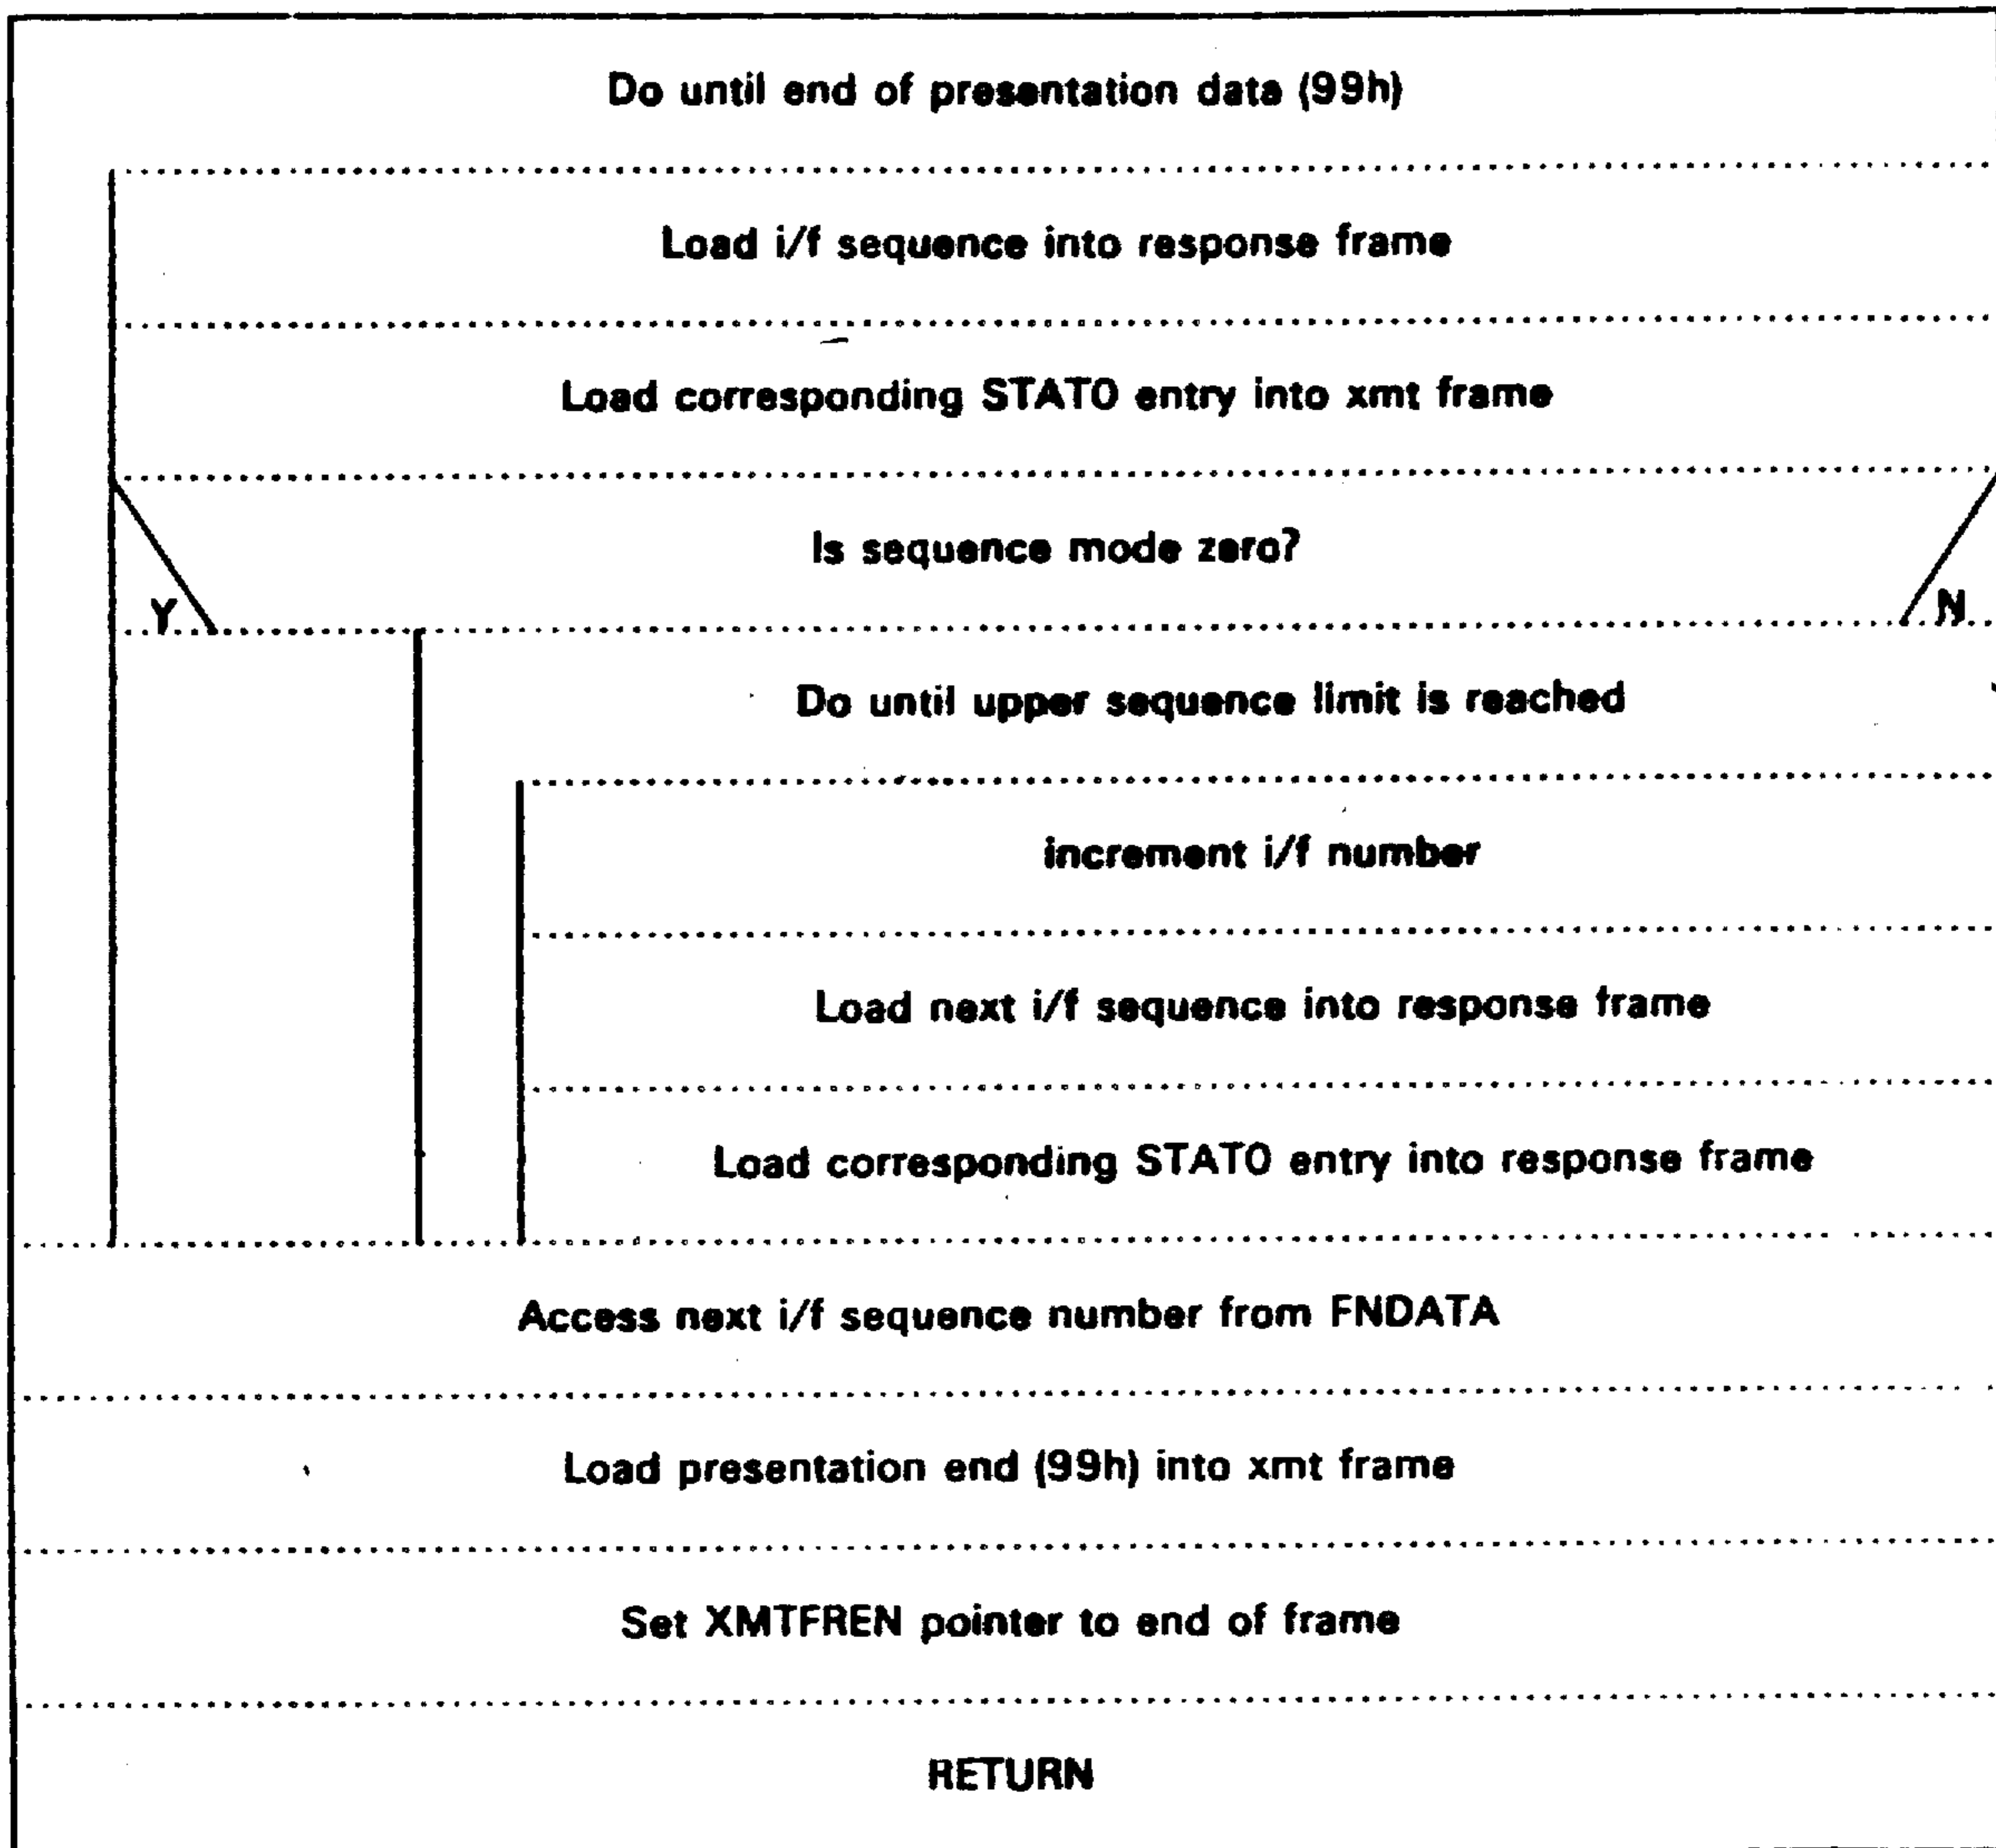 Do until end of presentation data (99h)
Load i/f sequence into response frame
Load corresponding STAT0 entry into xmt frame
Is sequence mode zero?
Y N
Do until upper sequence limit is reached
increment i/f number
Load next i/f sequence into response frame
Load corresponding STAT0 entry into response frame
Access next i/f sequence number from FNDATA
Load presentation end (99h) into xmt frame
Set XMTFREN pointer to end of frame
RETURN